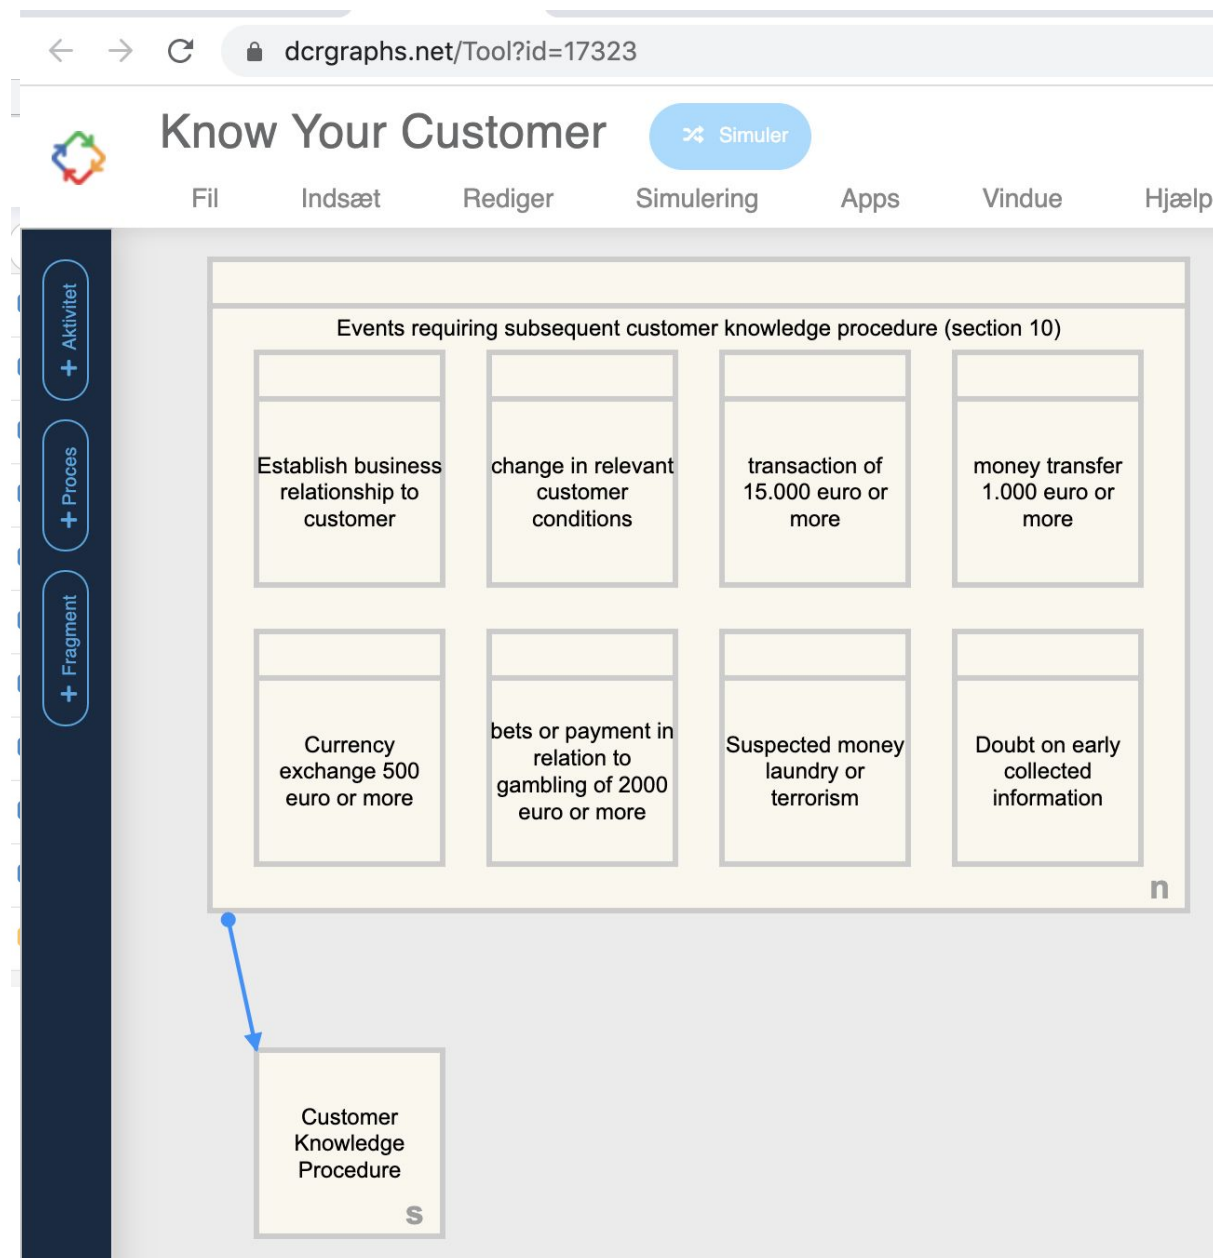 dcrgraphs.net/Tool?id=17323
Know Your Customer
Simuler
Fil Indsæt Rediger Simulering Apps Vindue Hjælp
+ Aktivitet
+ Proces
+ Fragment
Events requiring subsequent customer knowledge procedure (section 10)
Establish business
relationship to
customer
change in relevant
customer
conditions
transaction of
15.000 euro or
more
money transfer
1.000 euro or
more
Currency
exchange 500
euro or more
bets or payment in
relation to
gambling of 2000
euro or more
Suspected money
laundry or
terrorism
Doubt on early
collected
information
n
Customer
Knowledge
Procedure
s